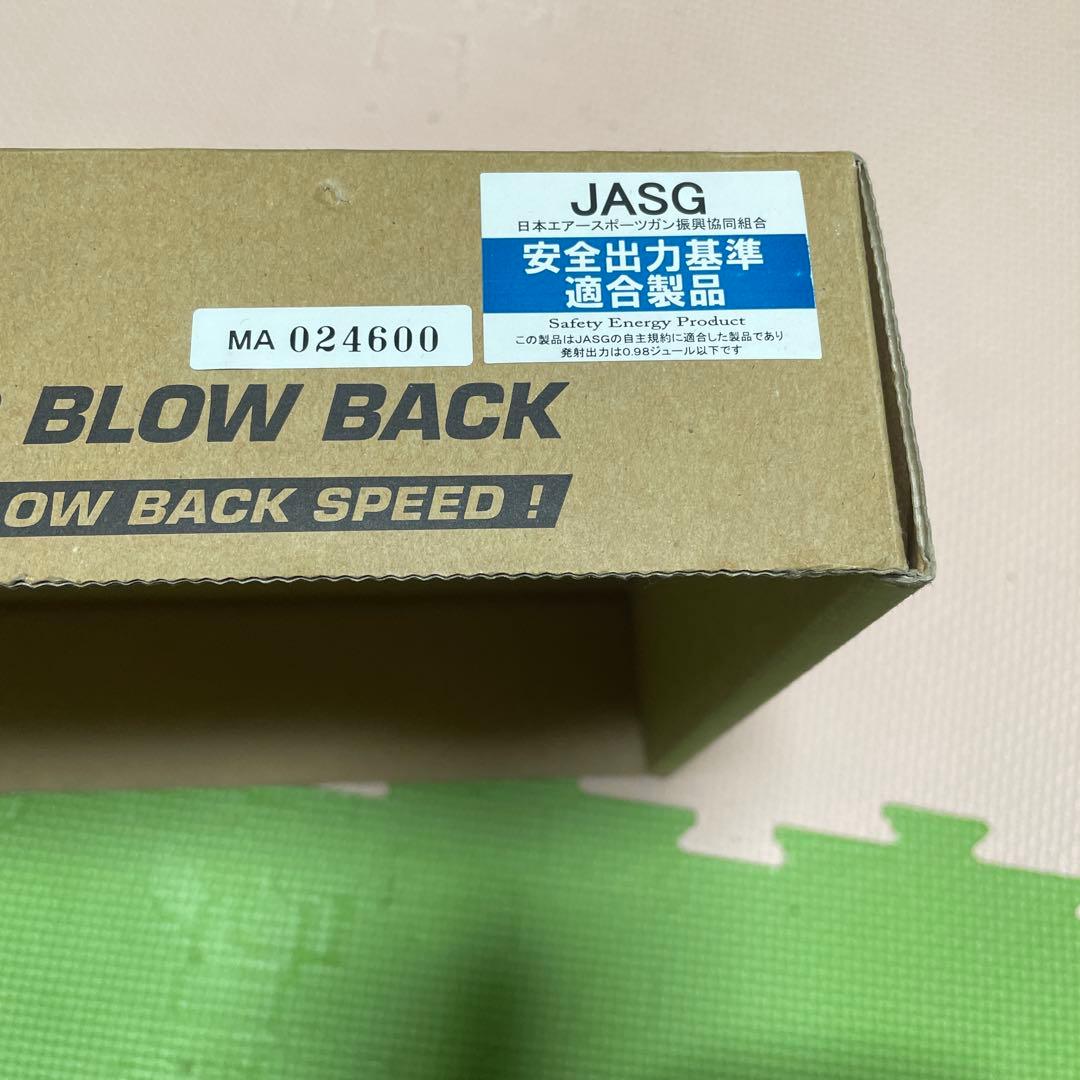 JASG
日本エアースポーツガン振興協同組合
安全出力基準
適合製品
Safety Energy Product
この製品はJASGの自主規約に適合した製品であり
発射出力は0.98ジュール以下です
MA 024600
BLOW BACK
OW BACK SPEED !